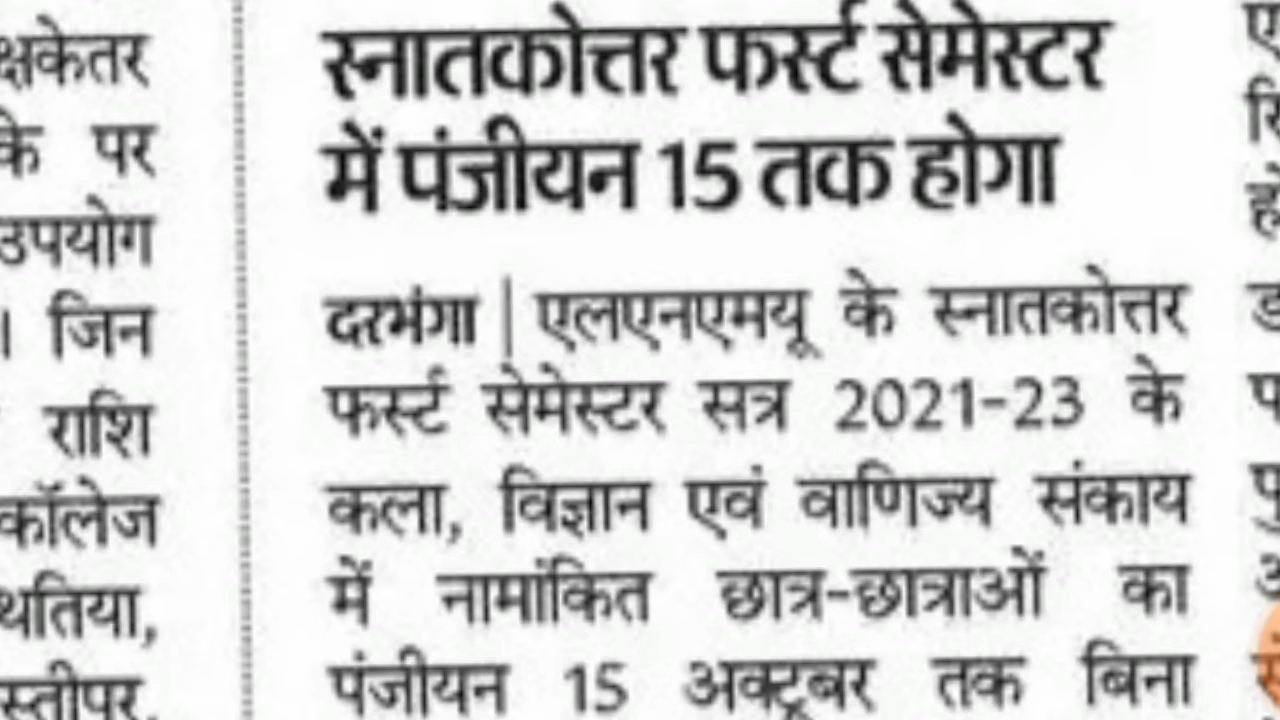 क्षकेतर
के पर
उपयोग
। जिन
राशि
कॉलेज
थतिया,
स्तीपुर,
स्नातकोत्तर फर्स्ट सेमेस्टर
में पंजीयन 15 तक होगा
दरभंगा | एलएनएमयू के स्नातकोत्तर
फर्स्ट सेमेस्टर सत्र 2021-23 के
कला, विज्ञान एवं वाणिज्य संकाय
में नामांकित छात्र-छात्राओं का
पंजीयन 15 अक्टूबर तक बिना